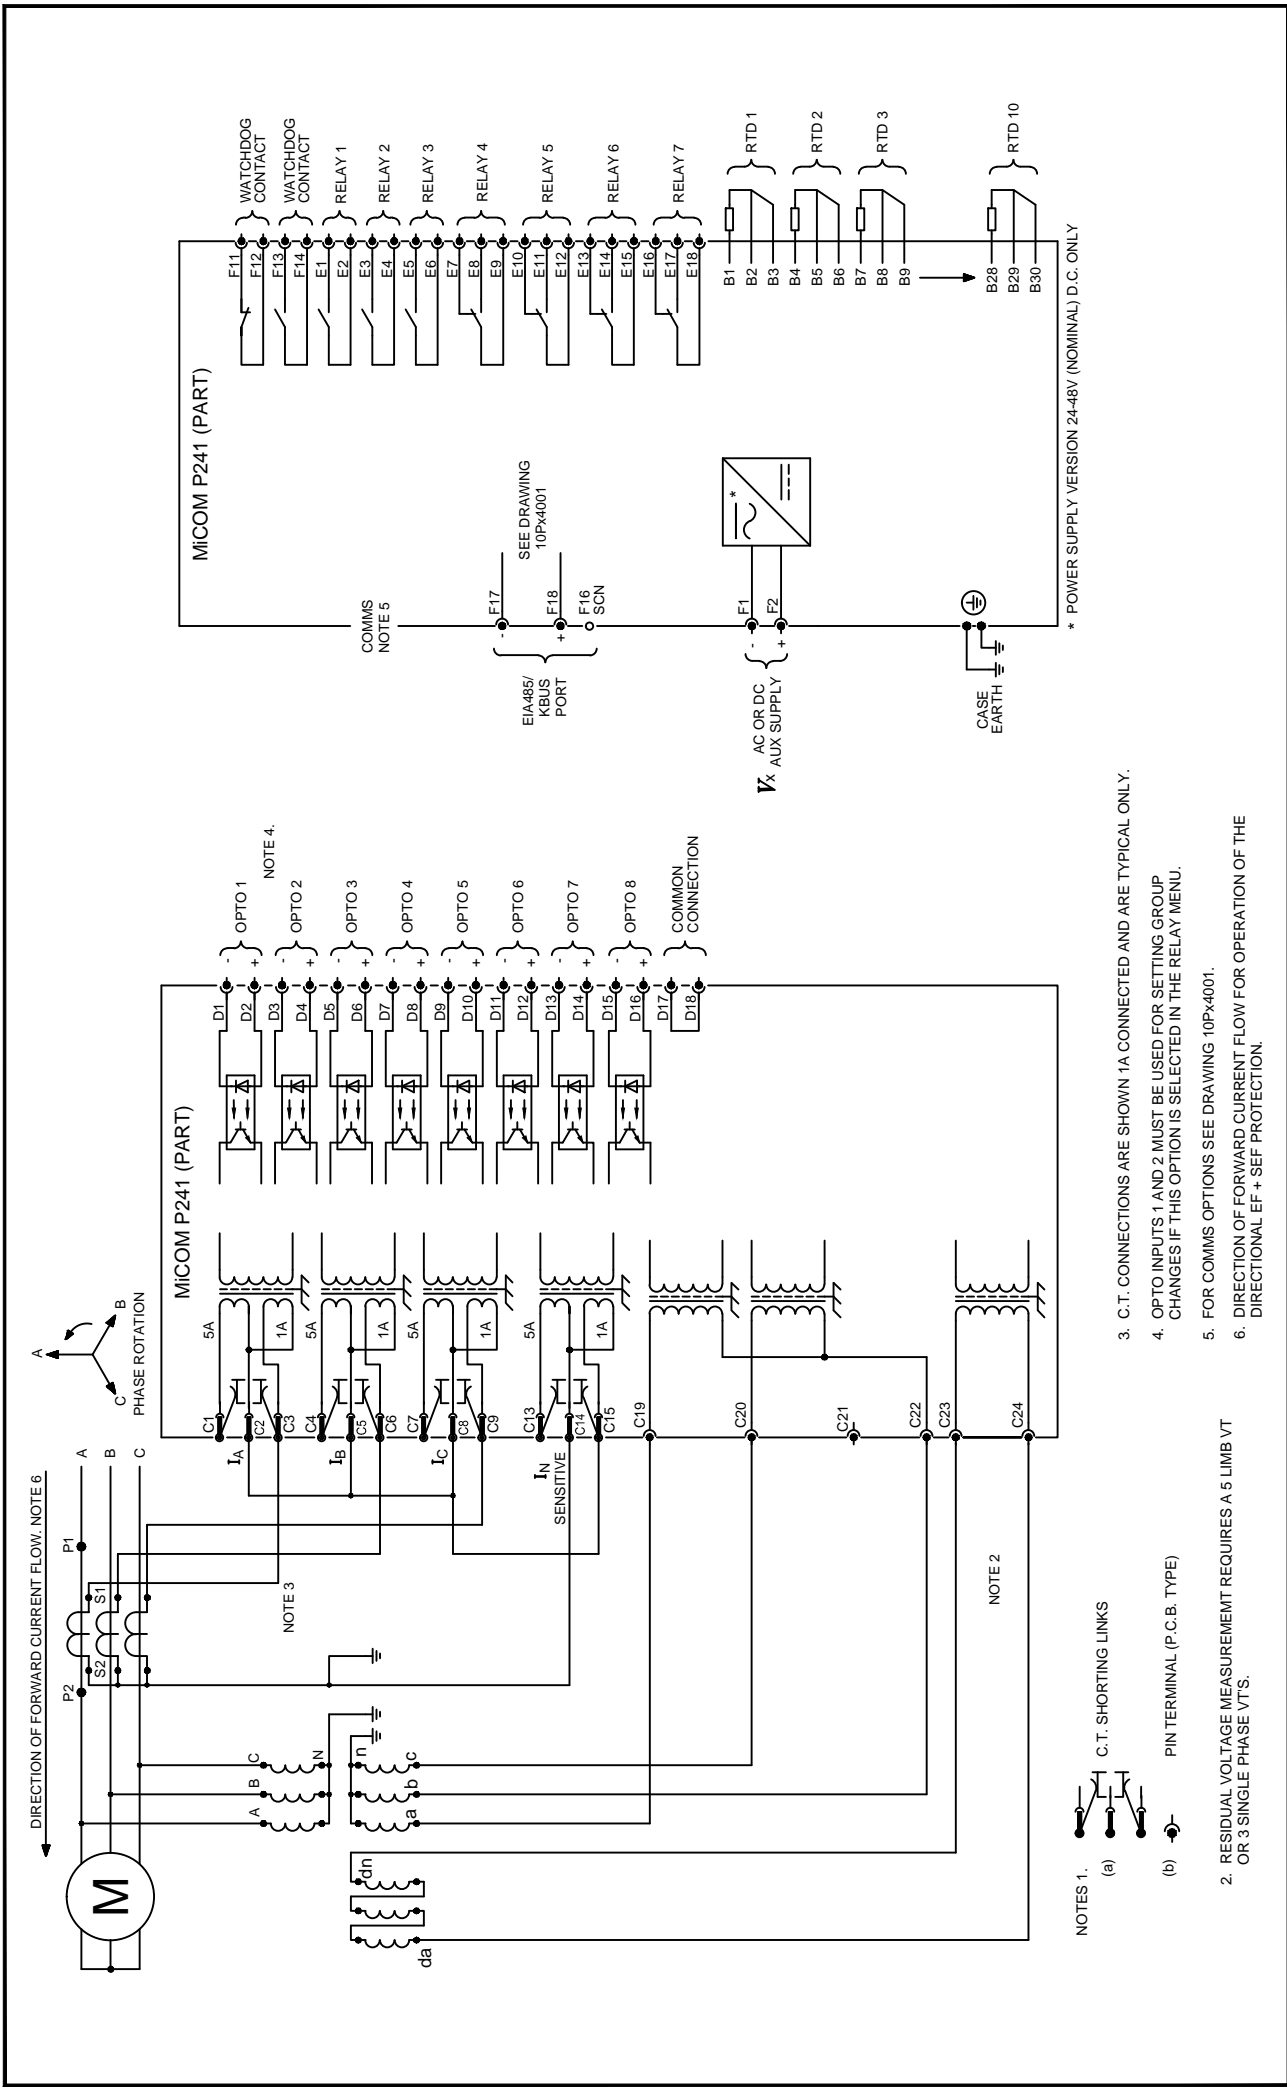 DIRECTION OF FORWARD CURRENT FLOW. NOTE 6
A
B
C
PHASE ROTATION
M
P2
P1
S2
S1
A
B
C
A
B
C
N
n
a
b
c
dn
da
NOTE 3
NOTE 2
MiCOM P241 (PART)
5A
1A
5A
1A
5A
1A
5A
1A
IA
IB
IC
IN
SENSITIVE
C1
C2
C3
C4
C5
C6
C7
C8
C9
C13
C14
C15
C19
C20
C21
C22
C23
C24
D1
D2
D3
D4
D5
D6
D7
D8
D9
D10
D11
D12
D13
D14
D15
D16
D17
D18
-
+
-
+
-
+
-
+
-
+
-
+
-
+
-
+
OPTO 1
NOTE 4.
OPTO 2
OPTO 3
OPTO 4
OPTO 5
OPTO 6
OPTO 7
OPTO 8
COMMON
CONNECTION
MiCOM P241 (PART)
COMMS
NOTE 5
EIA485/
KBUS
PORT
-
+
F17
F18
F16
SCN
SEE DRAWING
10Px4001
Vx
AC OR DC
AUX SUPPLY
-
+
F1
F2
*
CASE
EARTH
F11
F12
F13
F14
E1
E2
E3
E4
E5
E6
E7
E8
E9
E10
E11
E12
E13
E14
E15
E16
E17
E18
WATCHDOG
CONTACT
WATCHDOG
CONTACT
RELAY 1
RELAY 2
RELAY 3
RELAY 4
RELAY 5
RELAY 6
RELAY 7
B1
B2
B3
B4
B5
B6
B7
B8
B9
B28
B29
B30
RTD 1
RTD 2
RTD 3
RTD 10
* POWER SUPPLY VERSION 24-48V (NOMINAL) D.C. ONLY
NOTES 1.
(a)
C.T. SHORTING LINKS
(b)
PIN TERMINAL (P.C.B. TYPE)
2. RESIDUAL VOLTAGE MEASUREMEMT REQUIRES A 5 LIMB VT
OR 3 SINGLE PHASE VT'S.
3. C.T. CONNECTIONS ARE SHOWN 1A CONNECTED AND ARE TYPICAL ONLY.
4. OPTO INPUTS 1 AND 2 MUST BE USED FOR SETTING GROUP
CHANGES IF THIS OPTION IS SELECTED IN THE RELAY MENU.
5. FOR COMMS OPTIONS SEE DRAWING 10Px4001.
6. DIRECTION OF FORWARD CURRENT FLOW FOR OPERATION OF THE
DIRECTIONAL EF + SEF PROTECTION.